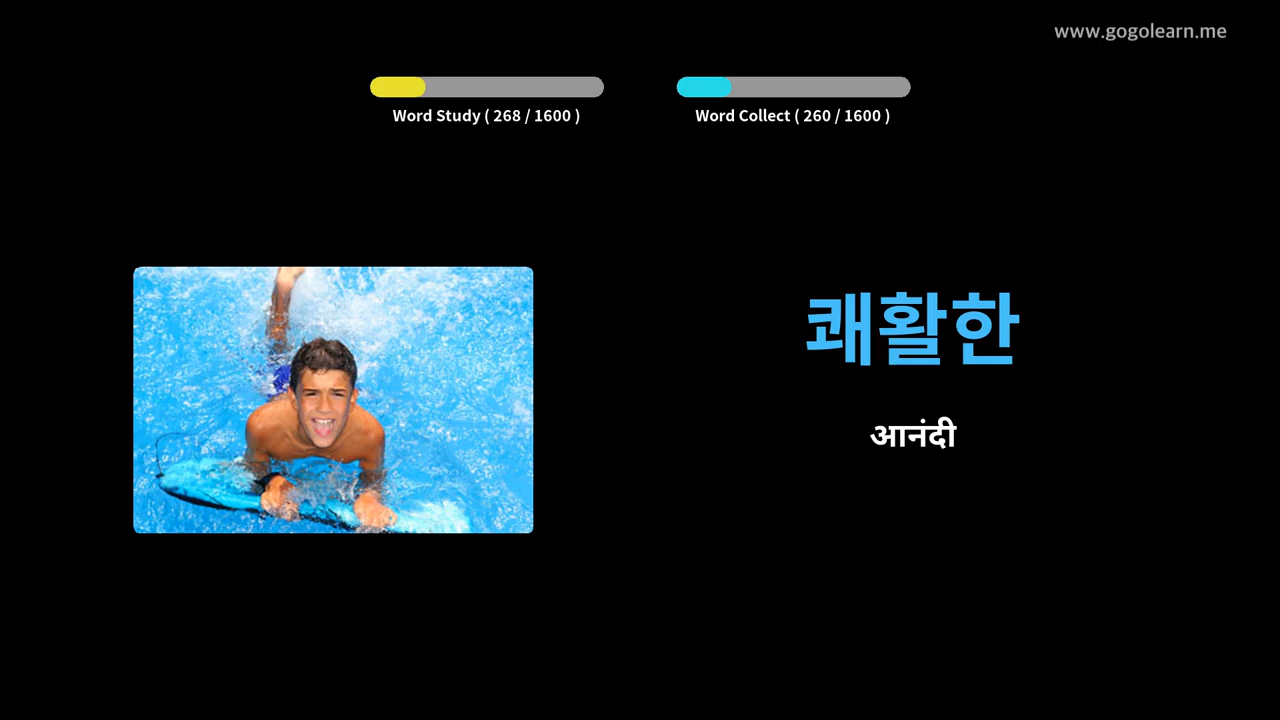 www.gogolearn.me
Word Study ( 268 / 1600 )
Word Collect ( 260 / 1600 )
쾌활한
आनंदी